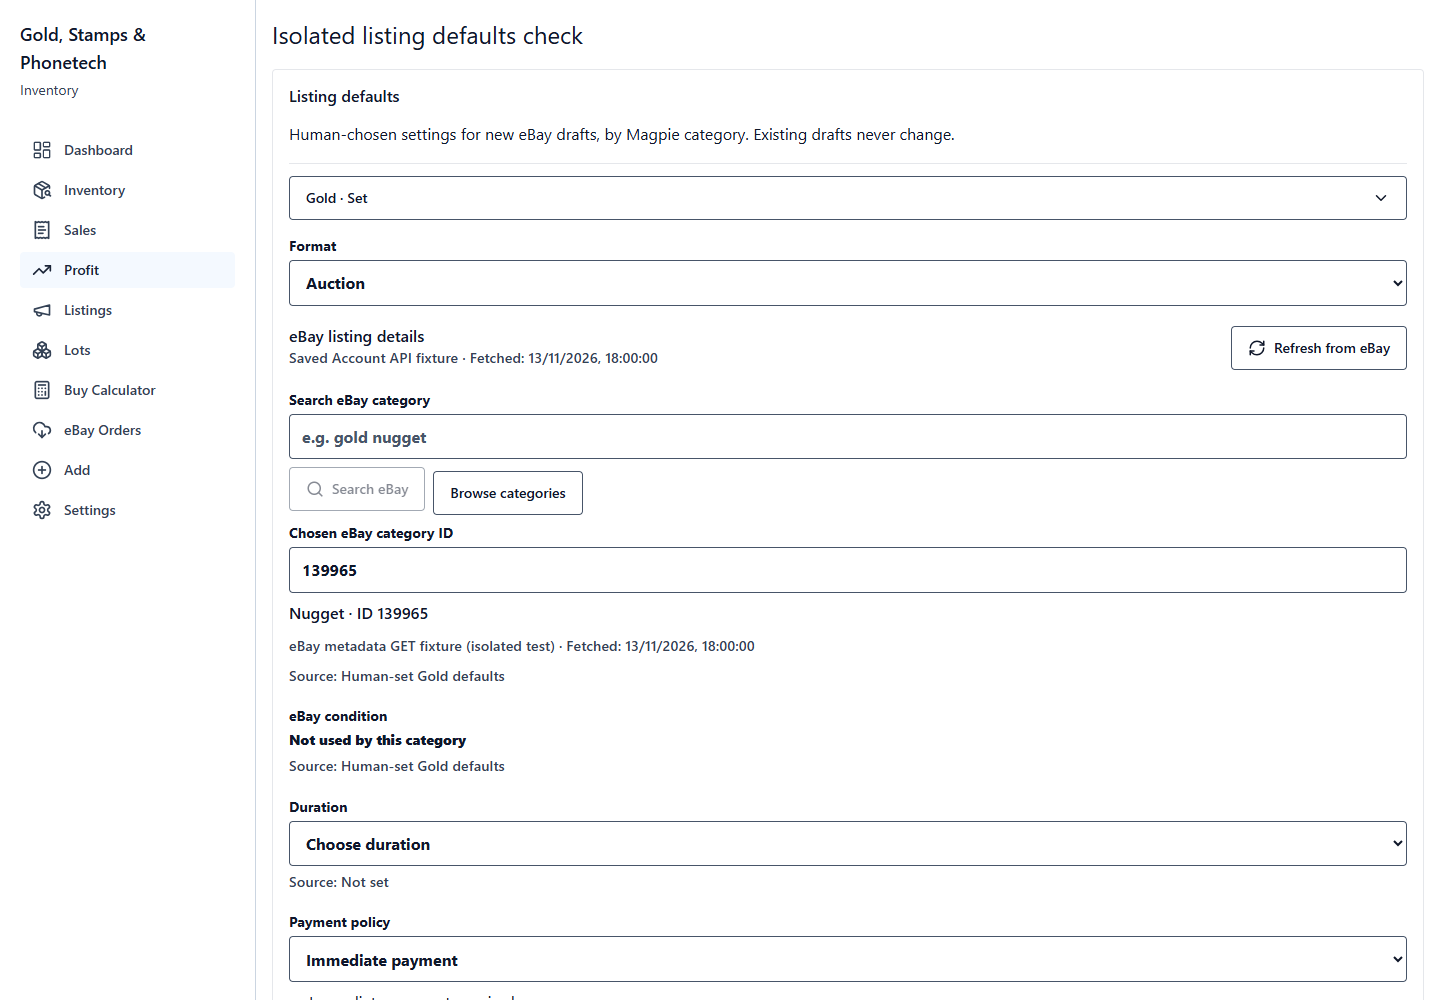 Gold, Stamps &
Phonetech
Inventory
Dashboard
Inventory
Sales
Profit
Listings
Lots
Buy Calculator
eBay Orders
Add
Settings
Isolated listing defaults check
Listing defaults
Human-chosen settings for new eBay drafts, by Magpie category. Existing drafts never change.
Gold · Set
Format
Auction
eBay listing details
Saved Account API fixture · Fetched: 13/11/2026, 18:00:00
Refresh from eBay
Search eBay category
e.g. gold nugget
Search eBay
Browse categories
Chosen eBay category ID
139965
Nugget · ID 139965
eBay metadata GET fixture (isolated test) · Fetched: 13/11/2026, 18:00:00
Source: Human-set Gold defaults
eBay condition
Not used by this category
Source: Human-set Gold defaults
Duration
Choose duration
Source: Not set
Payment policy
Immediate payment